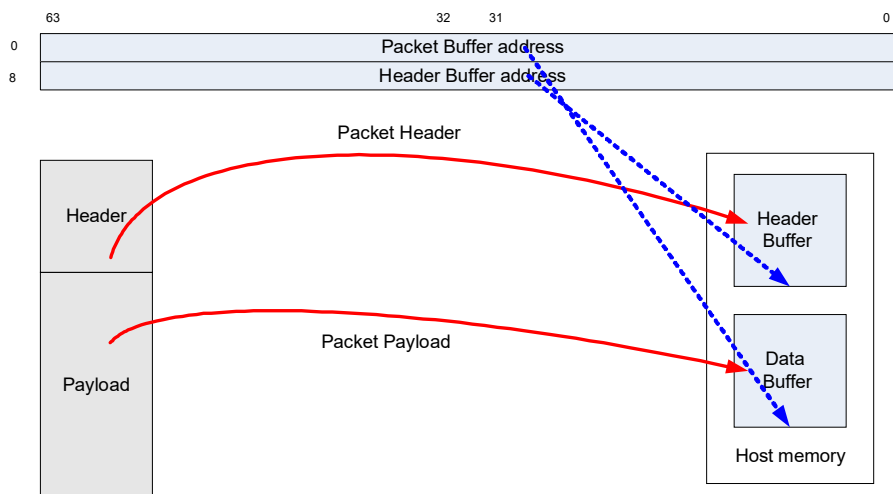 63 32 31 0
0 Packet Buffer address
8 Header Buffer address
Packet Header
Header
Header
Buffer
Packet Payload
Payload
Data
Buffer
Host memory